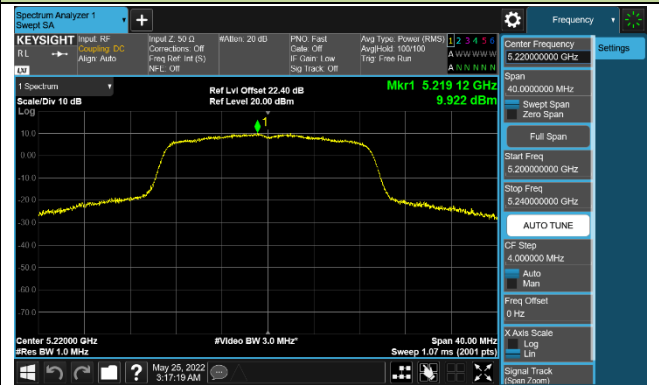 Spectrum Analyzer 1
Swept SA
+
Frequency
KEYSIGHT
RL
LXI
Input: RF
Coupling: DC
Align: Auto
Input Z: 50 Ω
Corrections: Off
Freq Ref: Int (S)
NFE: Off
#Atten: 20 dB
PNO: Fast
Gate: Off
IF Gain: Low
Sig Track: Off
Avg Type: Power (RMS)
Avg|Hold: 100/100
Trig: Free Run
1 2 3 4 5 6
A W W W W W
A N N N N N
1 Spectrum
Scale/Div 10 dB
Log
Ref Lvl Offset 22.40 dB
Ref Level 20.00 dBm
Mkr1 5.219 12 GHz
9.922 dBm
1
10.0
0.00
-10.0
-20.0
-30.0
-40.0
-50.0
-60.0
-70.0
Center 5.22000 GHz
#Res BW 1.0 MHz
#Video BW 3.0 MHz*
Span 40.00 MHz
Sweep 1.07 ms (2001 pts)
May 25, 2022
3:17:19 AM
Center Frequency
5.220000000 GHz
Settings
Span
40.0000000 MHz
Swept Span
Zero Span
Full Span
Start Freq
5.200000000 GHz
Stop Freq
5.240000000 GHz
AUTO TUNE
CF Step
4.000000 MHz
Auto
Man
Freq Offset
0 Hz
X Axis Scale
Log
Lin
Signal Track
(Span Zoom)